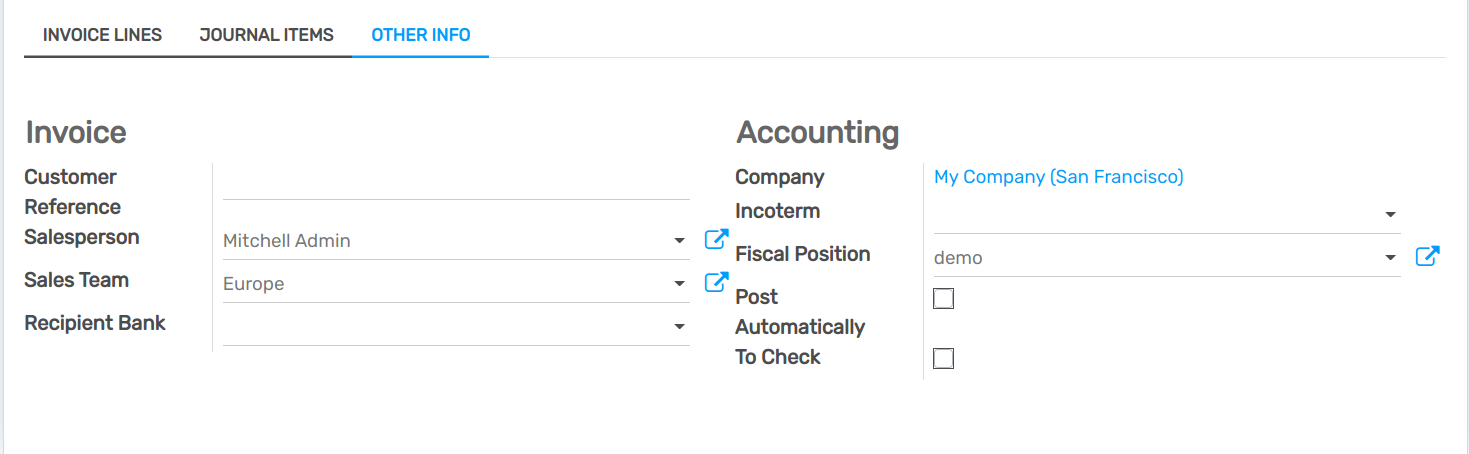 INVOICE LINES JOURNAL ITEMS OTHER INFO
Invoice
Customer
Reference
Salesperson Mitchell Admin
Sales Team Europe
Recipient Bank
Accounting
Company My Company (San Francisco)
Incoterm
Fiscal Position demo
Post
Automatically
To Check